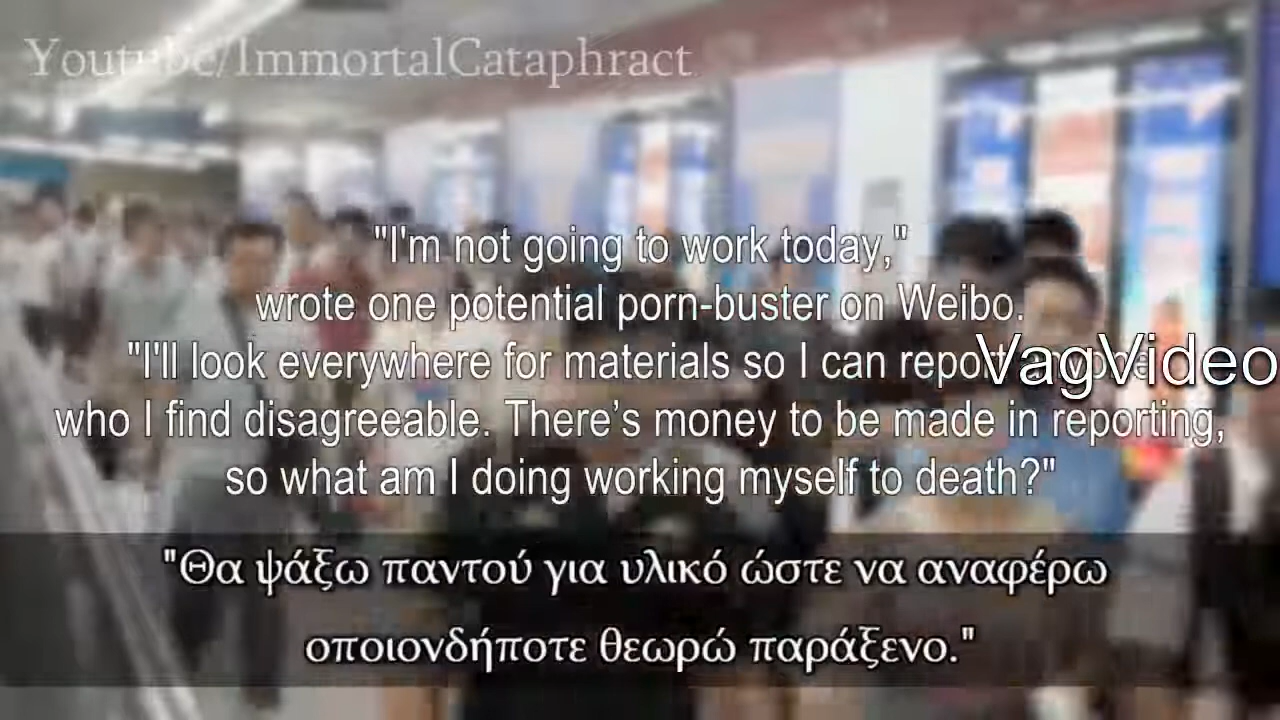 Youtube/ImmortalCataphract
"I'm not going to work today,"
wrote one potential porn-buster on Weibo.
"I'll look everywhere for materials so I can report
VagVideo
who I find disagreeable. There’s money to be made in reporting,
so what am I doing working myself to death?"
"Θα ψάξω παντού για υλικό ώστε να αναφέρω
οποιονδήποτε θεωρώ παράξενο."